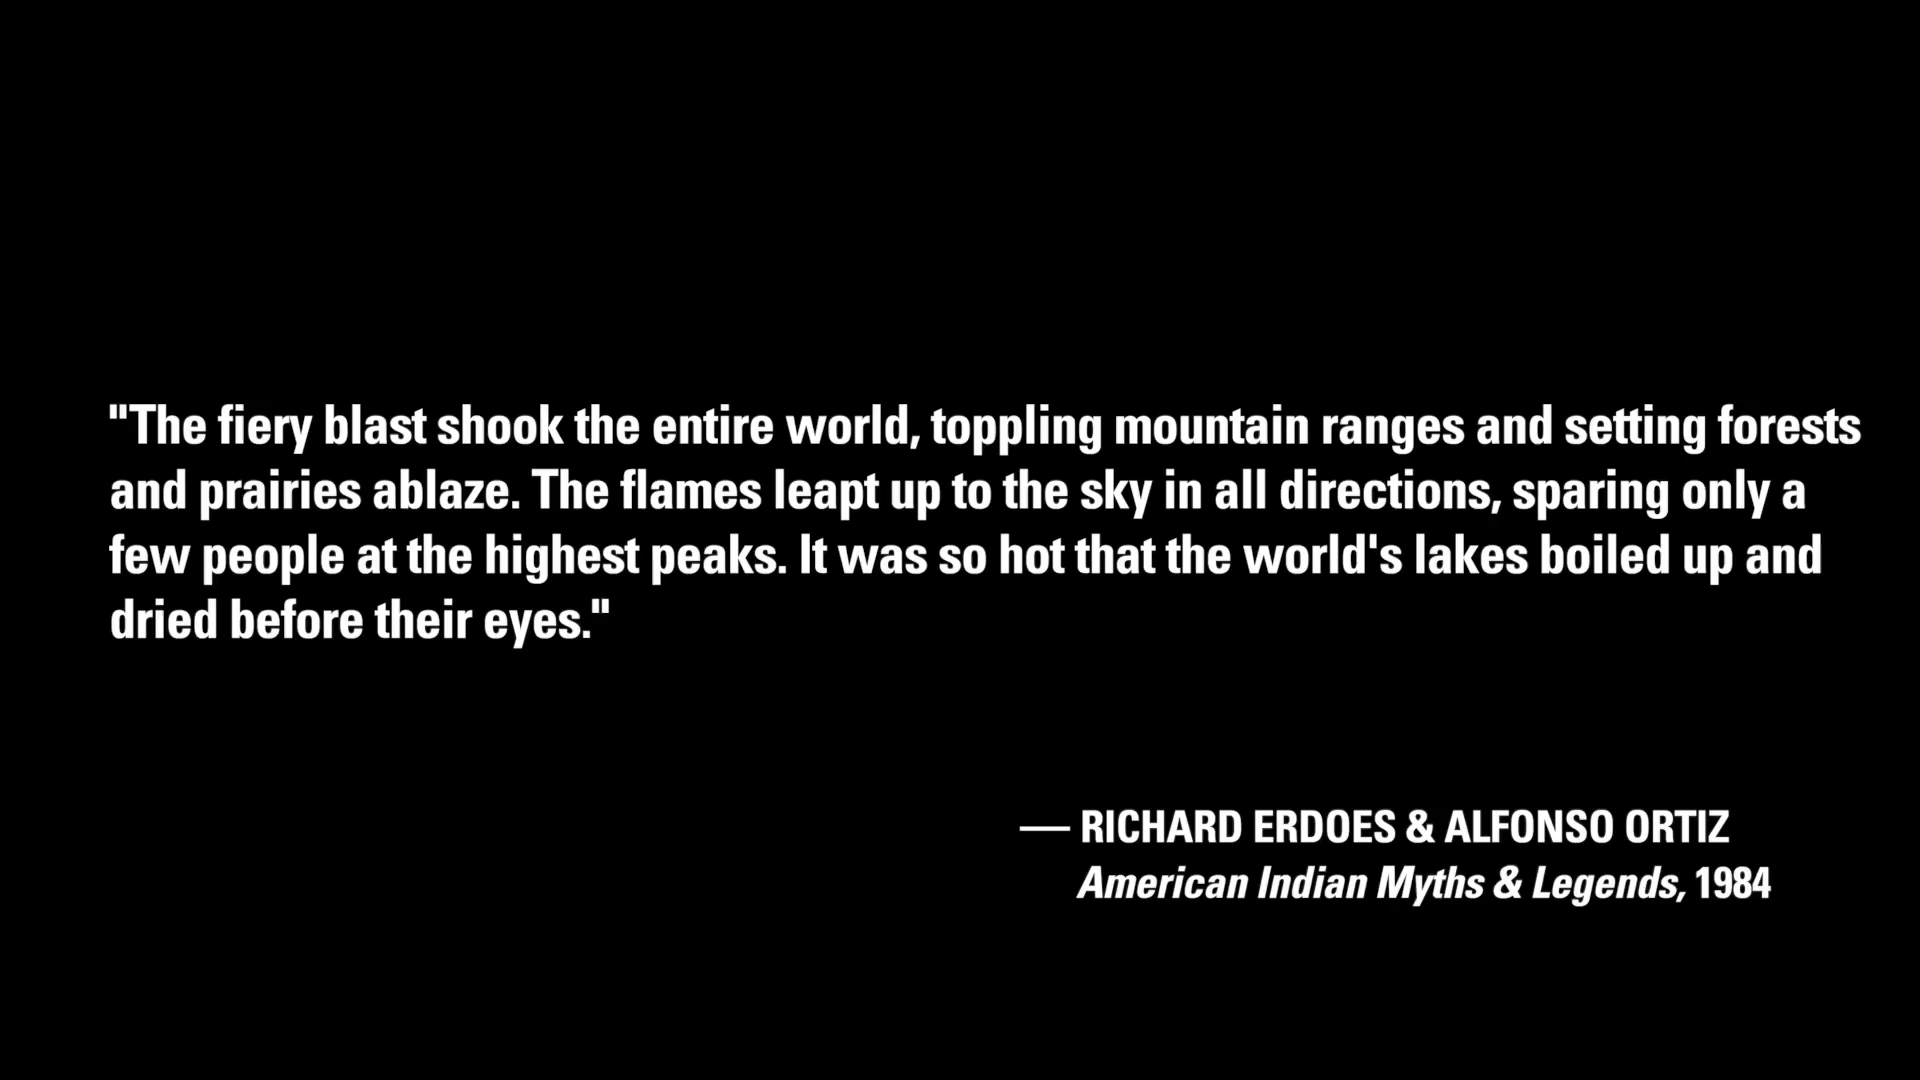 "The fiery blast shook the entire world, toppling mountain ranges and setting forests
and prairies ablaze. The flames leapt up to the sky in all directions, sparing only a
few people at the highest peaks. It was so hot that the world's lakes boiled up and
dried before their eyes."
— RICHARD ERDOES & ALFONSO ORTIZ
American Indian Myths & Legends, 1984